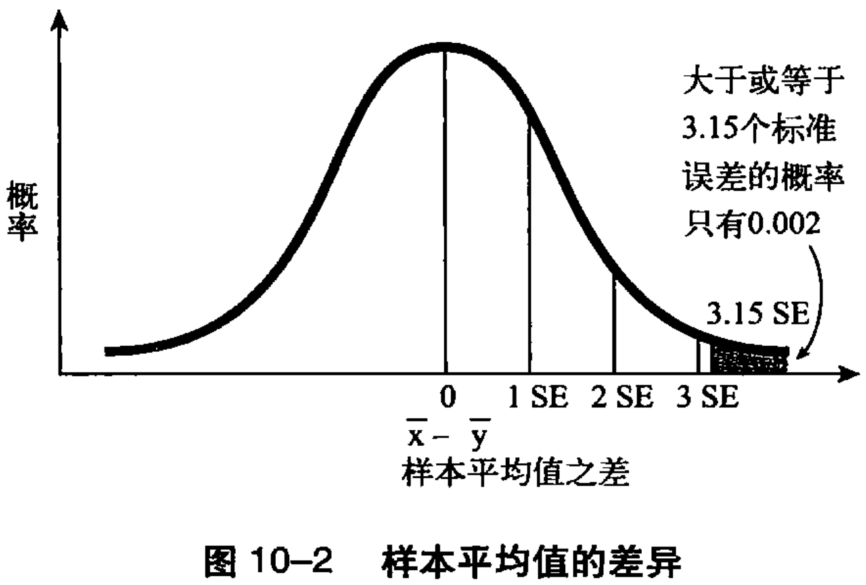 大于或等于
3.15个标准
误差的概率
只有0.002
概率
3.15 SE
0 1 SE 2 SE 3 SE
x̅ – y̅
样本平均值之差
图 10–2 样本平均值的差异